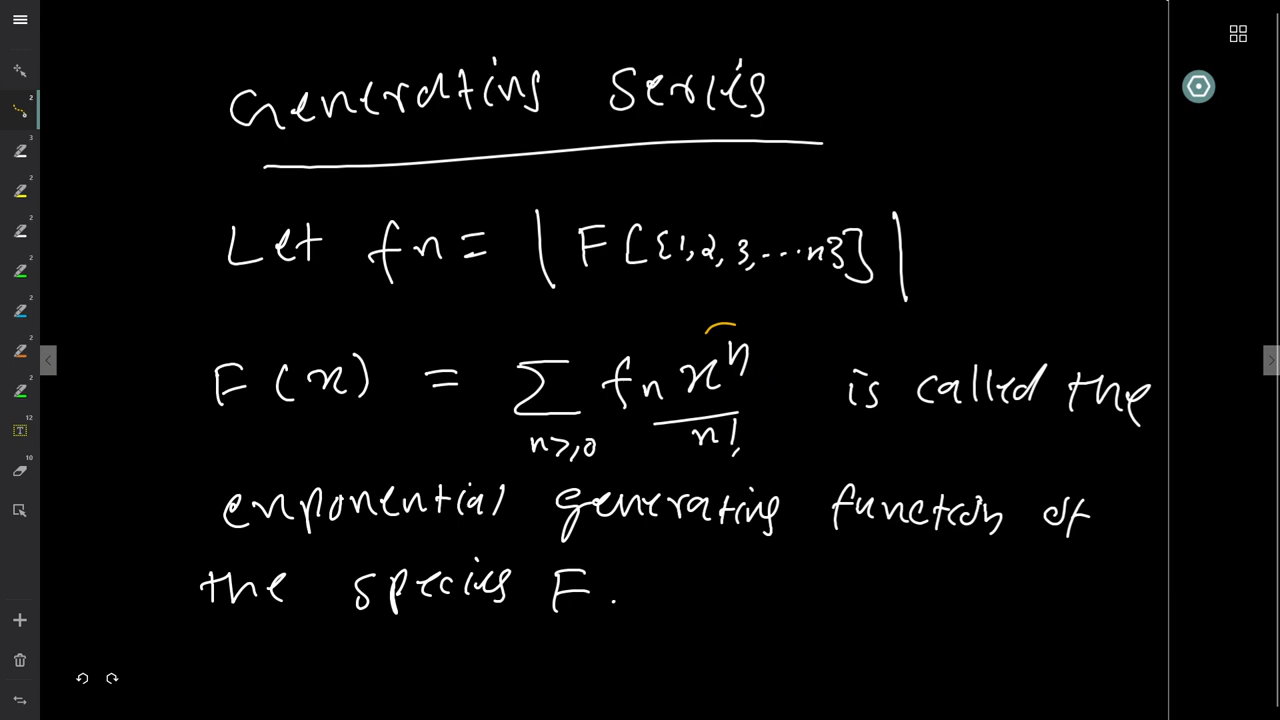 Generating Series
Let fn = | F[{1,2,3,...n}] |
F(x) = ∑ n≥0 fn x^n / n! is called the
exponential generating function of
the species F.